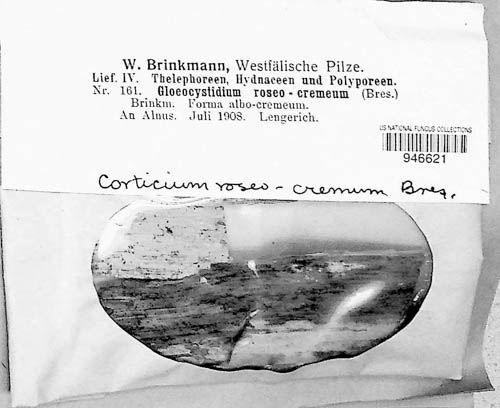 W. Brinkmann, Westfälische Pilze.
Lief. IV. Thelephoreen, Hydnaceen und Polyporeen.
Nr. 161. Gloeocystidium roseo-cremeum (Bres.)
Brinkm. Forma albo-cremeum.
An Alnus. Juli 1908. Lengerich.
US NATIONAL FUNGUS COLLECTIONS
946621
Corticium roseo-cremum Bres.